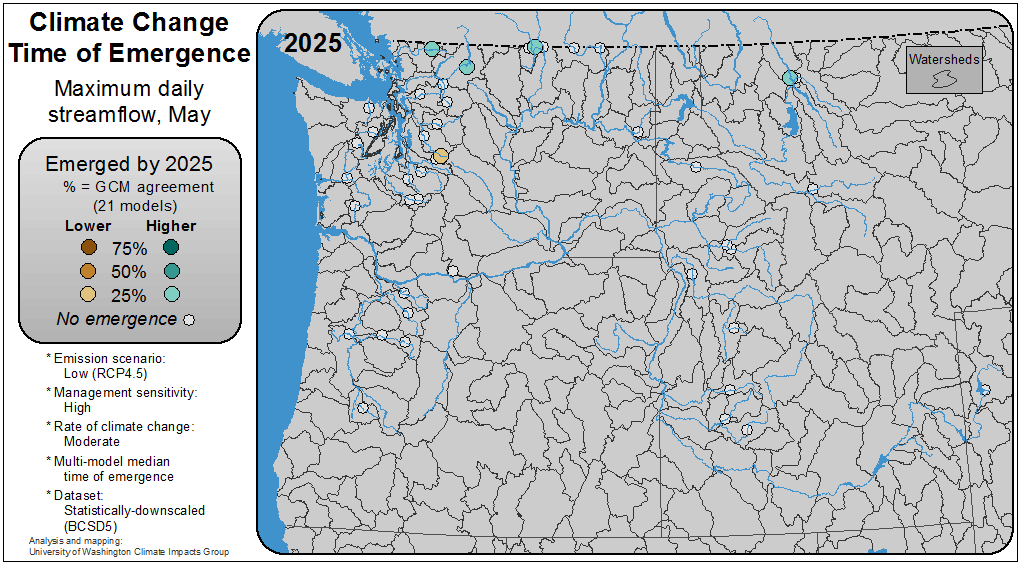 Climate Change
Time of Emergence
Maximum daily
streamflow, May
Emerged by 2025
% = GCM agreement
(21 models)
Lower Higher
75%
50%
25%
No emergence
* Emission scenario:
Low (RCP4.5)
* Management sensitivity:
High
* Rate of climate change:
Moderate
* Multi-model median
time of emergence
* Dataset:
Statistically-downscaled
(BCSD5)
Analysis and mapping:
University of Washington Climate Impacts Group
2025
Watersheds